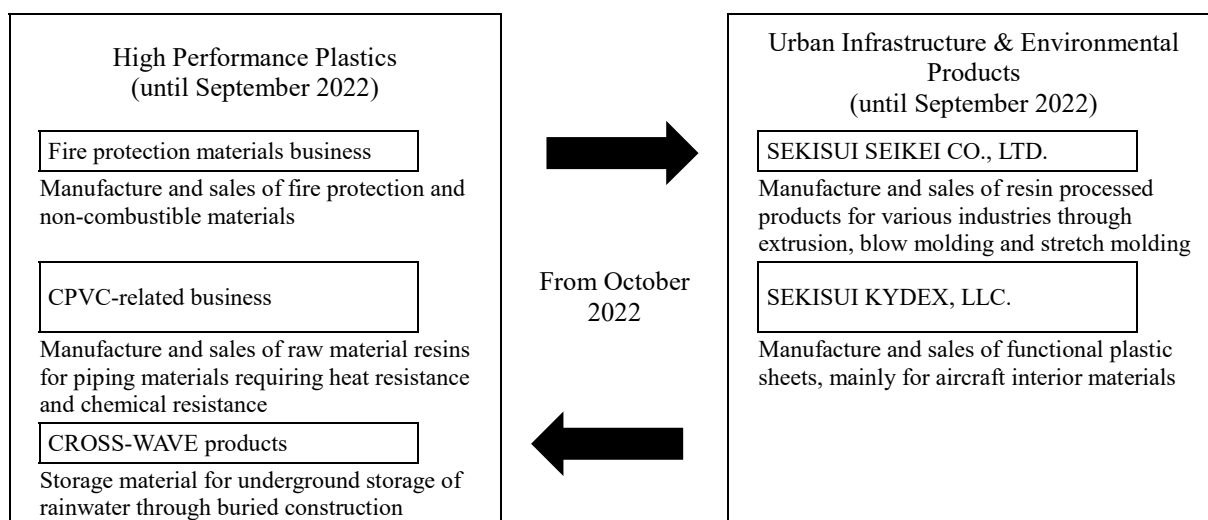 High Performance Plastics
(until September 2022)
Fire protection materials business
Manufacture and sales of fire protection and
non-combustible materials
CPVC-related business
Manufacture and sales of raw material resins
for piping materials requiring heat resistance
and chemical resistance
CROSS-WAVE products
Storage material for underground storage of
rainwater through buried construction
From October
2022
Urban Infrastructure & Environmental
Products
(until September 2022)
SEKISUI SEIKEI CO., LTD.
Manufacture and sales of resin processed
products for various industries through
extrusion, blow molding and stretch molding
SEKISUI KYDEX, LLC.
Manufacture and sales of functional plastic
sheets, mainly for aircraft interior materials